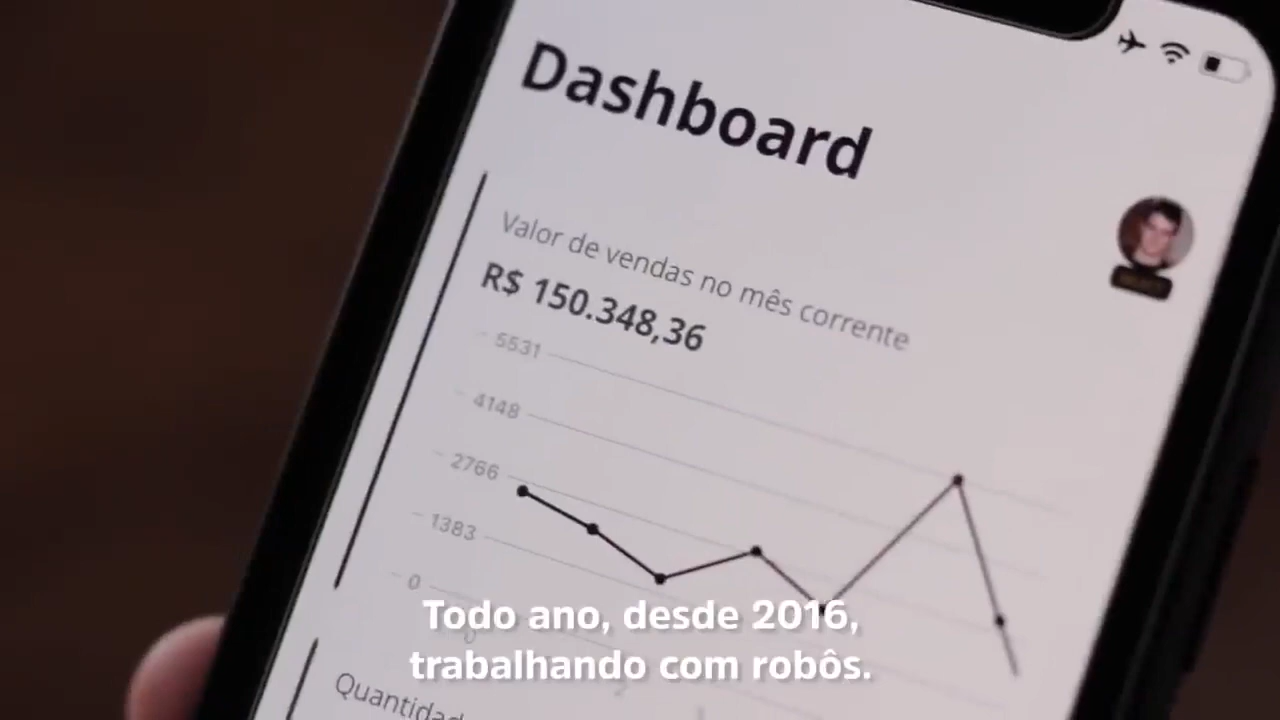 Dashboard
Valor de vendas no mês corrente
R$ 150.348,36
5531
4148
2766
1383
0
Todo ano, desde 2016,
trabalhando com robôs.